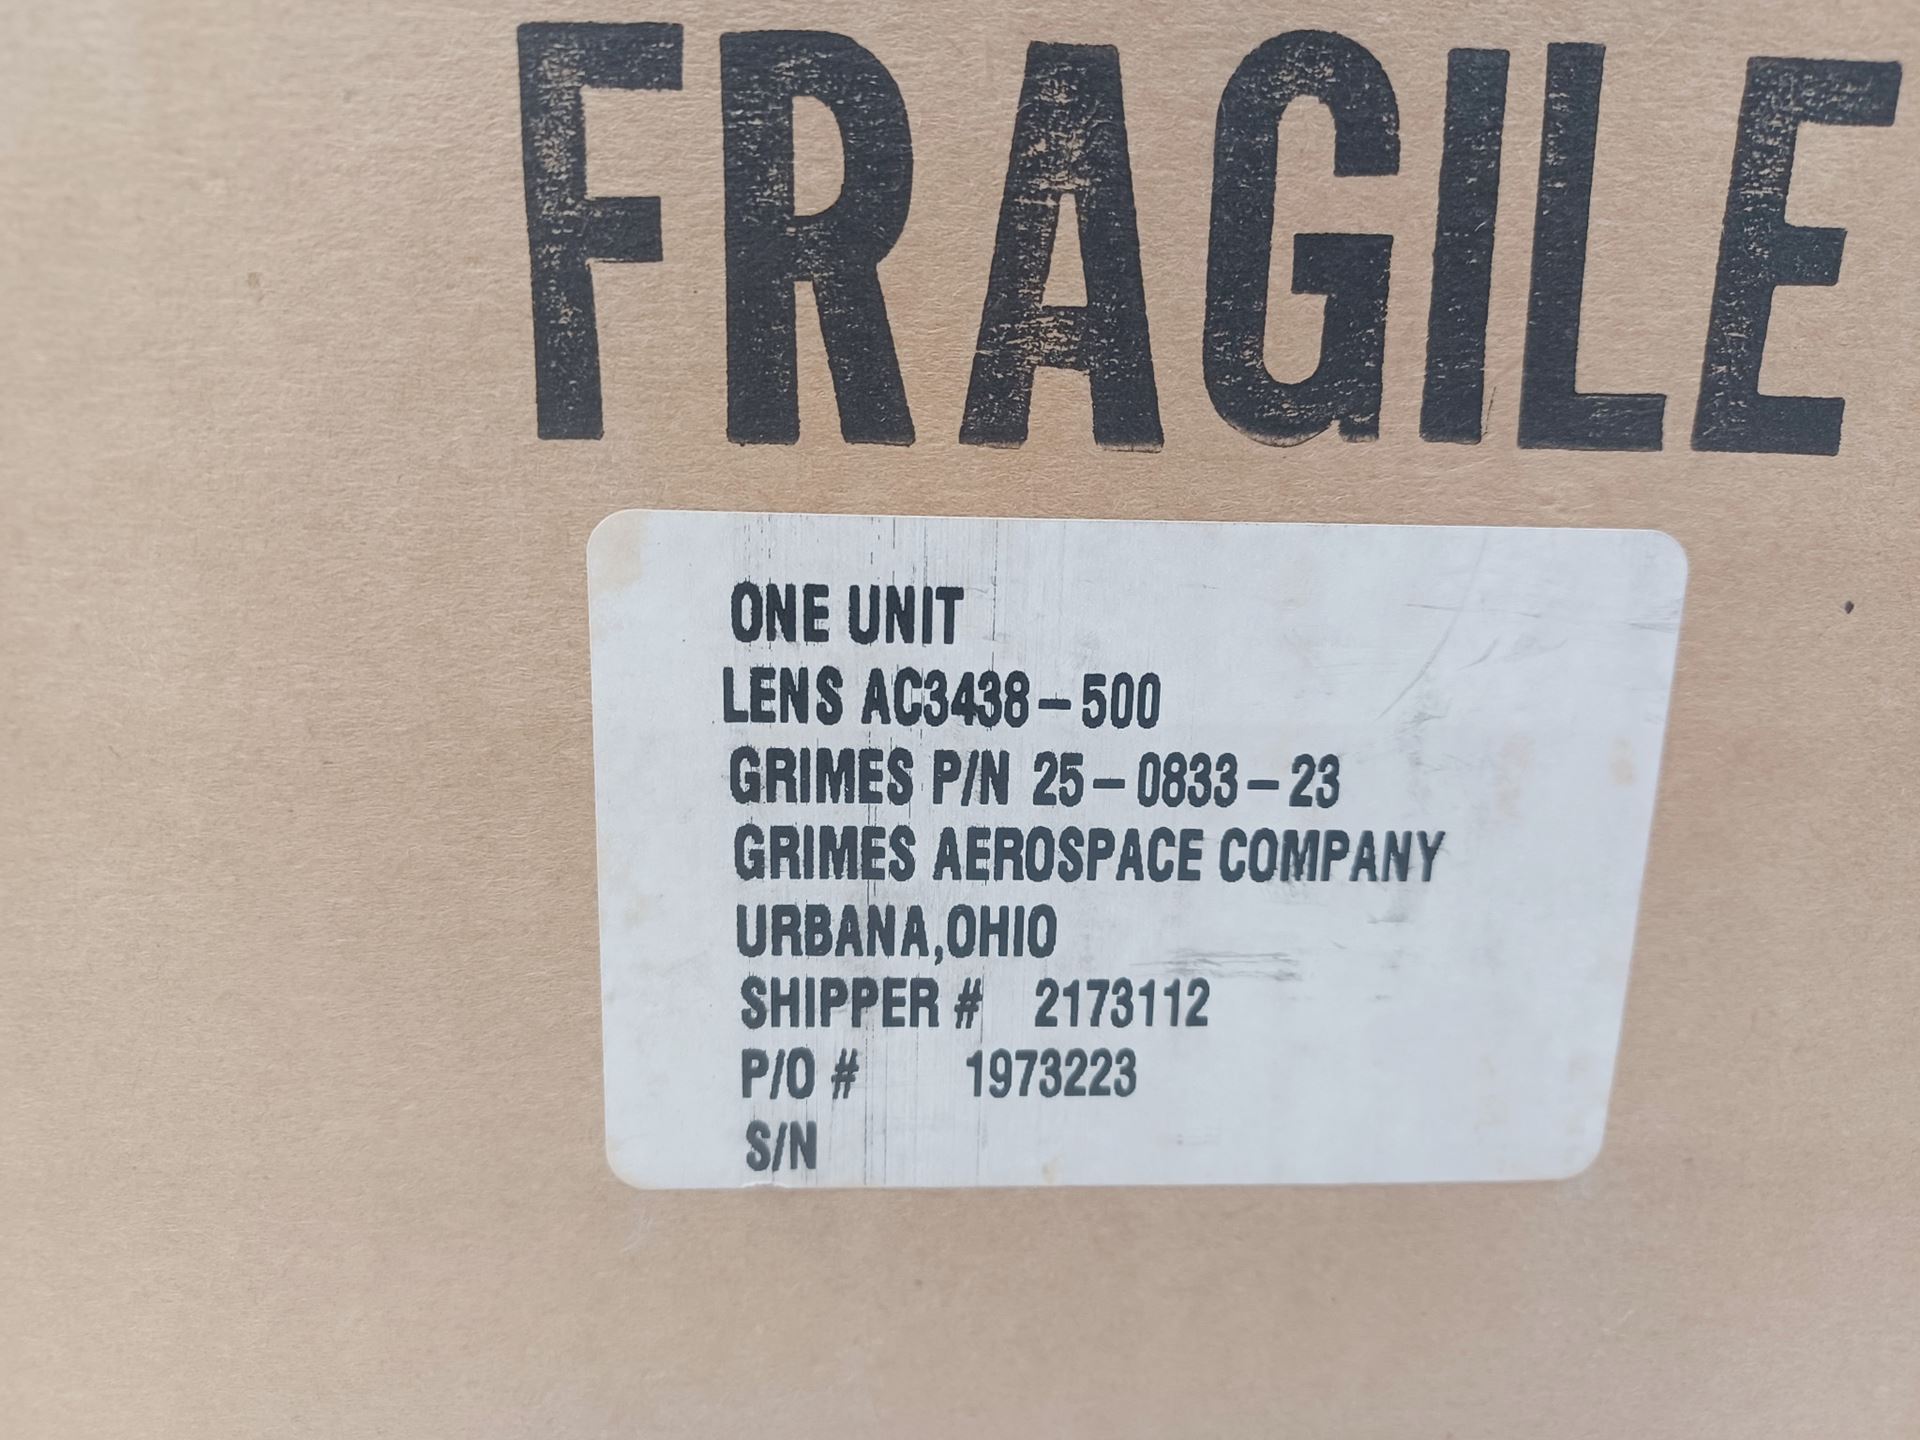 FRAGILE
ONE UNIT
LENS AC3438-500
GRIMES P/N 25-0833-23
GRIMES AEROSPACE COMPANY
URBANA,OHIO
SHIPPER # 2173112
P/O # 1973223
S/N